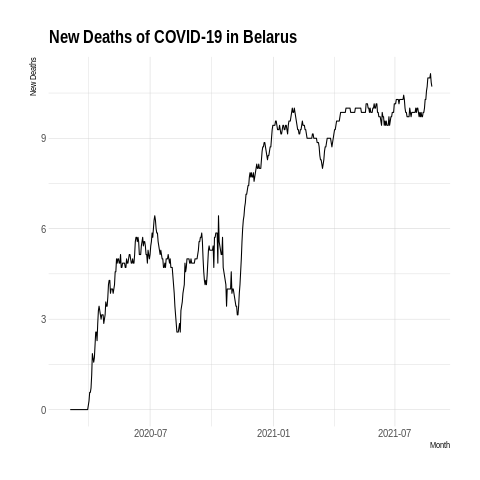 New Deaths of COVID-19 in Belarus
New Deaths
9
6
3
0
2020-07
2021-01
2021-07
Month